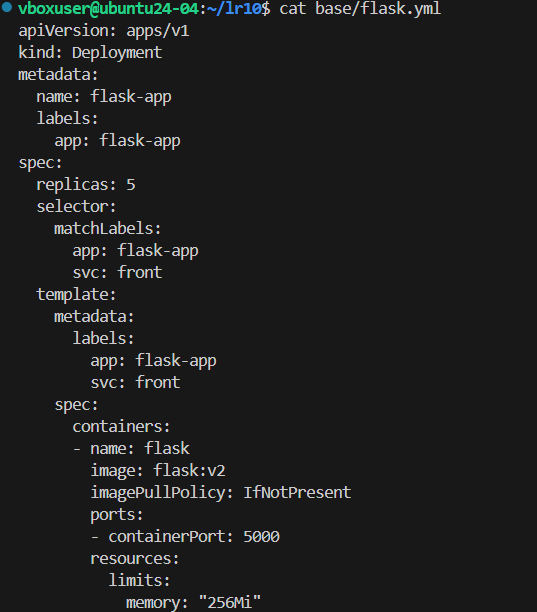 vboxuser@ubuntu24-04:~/lr10$ cat base/flask.yml
apiVersion: apps/v1
kind: Deployment
metadata:
  name: flask-app
  labels:
    app: flask-app
spec:
  replicas: 5
  selector:
    matchLabels:
      app: flask-app
      svc: front
  template:
    metadata:
      labels:
        app: flask-app
        svc: front
    spec:
      containers:
      - name: flask
        image: flask:v2
        imagePullPolicy: IfNotPresent
        ports:
        - containerPort: 5000
        resources:
          limits:
            memory: "256Mi"